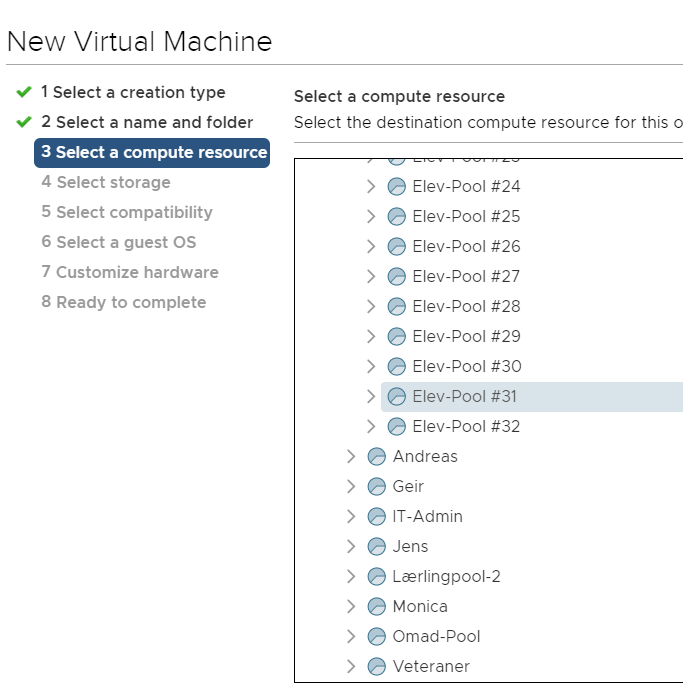 New Virtual Machine
1 Select a creation type
2 Select a name and folder
3 Select a compute resource
4 Select storage
5 Select compatibility
6 Select a guest OS
7 Customize hardware
8 Ready to complete
Select a compute resource
Select the destination compute resource for this o
Elev-Pool #23
Elev-Pool #24
Elev-Pool #25
Elev-Pool #26
Elev-Pool #27
Elev-Pool #28
Elev-Pool #29
Elev-Pool #30
Elev-Pool #31
Elev-Pool #32
Andreas
Geir
IT-Admin
Jens
Lærlingpool-2
Monica
Omad-Pool
Veteraner